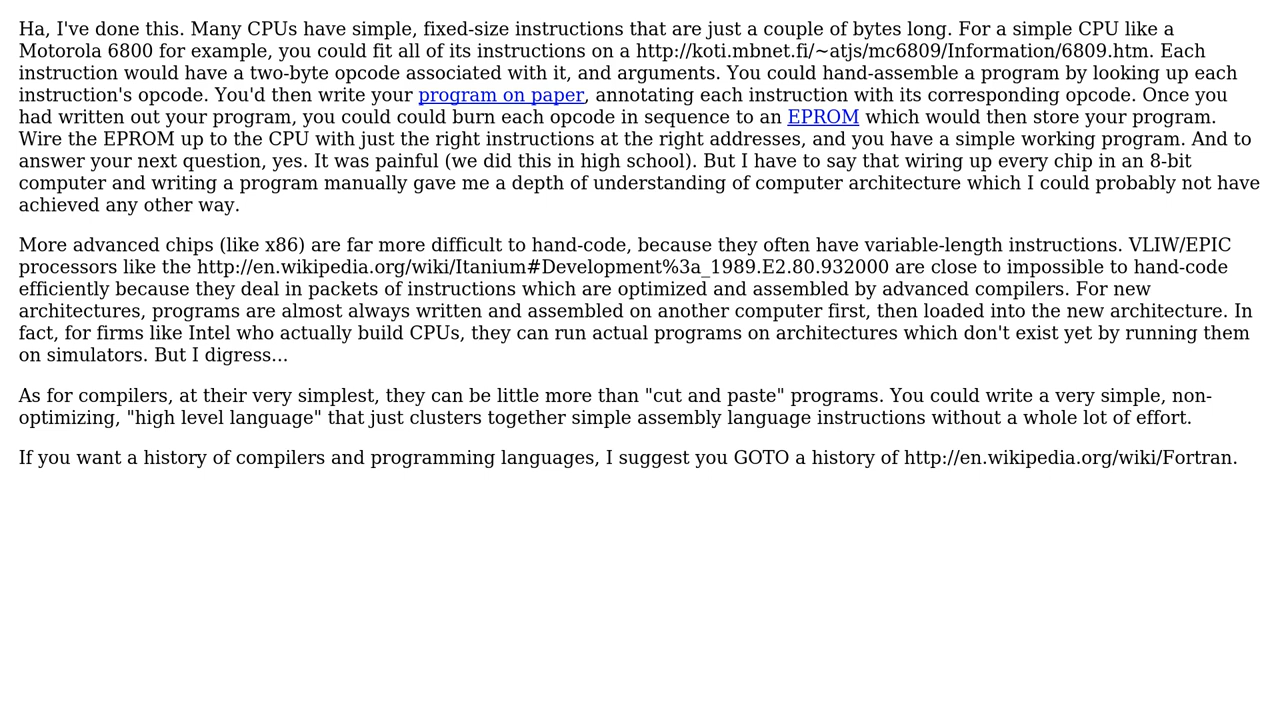 Ha, I've done this. Many CPUs have simple, fixed-size instructions that are just a couple of bytes long. For a simple CPU like a
Motorola 6800 for example, you could fit all of its instructions on a http://koti.mbnet.fi/~atjs/mc6809/Information/6809.htm. Each
instruction would have a two-byte opcode associated with it, and arguments. You could hand-assemble a program by looking up each
instruction's opcode. You'd then write your program on paper, annotating each instruction with its corresponding opcode. Once you
had written out your program, you could could burn each opcode in sequence to an EPROM which would then store your program.
Wire the EPROM up to the CPU with just the right instructions at the right addresses, and you have a simple working program. And to
answer your next question, yes. It was painful (we did this in high school). But I have to say that wiring up every chip in an 8-bit
computer and writing a program manually gave me a depth of understanding of computer architecture which I could probably not have
achieved any other way.
More advanced chips (like x86) are far more difficult to hand-code, because they often have variable-length instructions. VLIW/EPIC
processors like the http://en.wikipedia.org/wiki/Itanium#Development%3a_1989.E2.80.932000 are close to impossible to hand-code
efficiently because they deal in packets of instructions which are optimized and assembled by advanced compilers. For new
architectures, programs are almost always written and assembled on another computer first, then loaded into the new architecture. In
fact, for firms like Intel who actually build CPUs, they can run actual programs on architectures which don't exist yet by running them
on simulators. But I digress...
As for compilers, at their very simplest, they can be little more than "cut and paste" programs. You could write a very simple, non-
optimizing, "high level language" that just clusters together simple assembly language instructions without a whole lot of effort.
If you want a history of compilers and programming languages, I suggest you GOTO a history of http://en.wikipedia.org/wiki/Fortran.